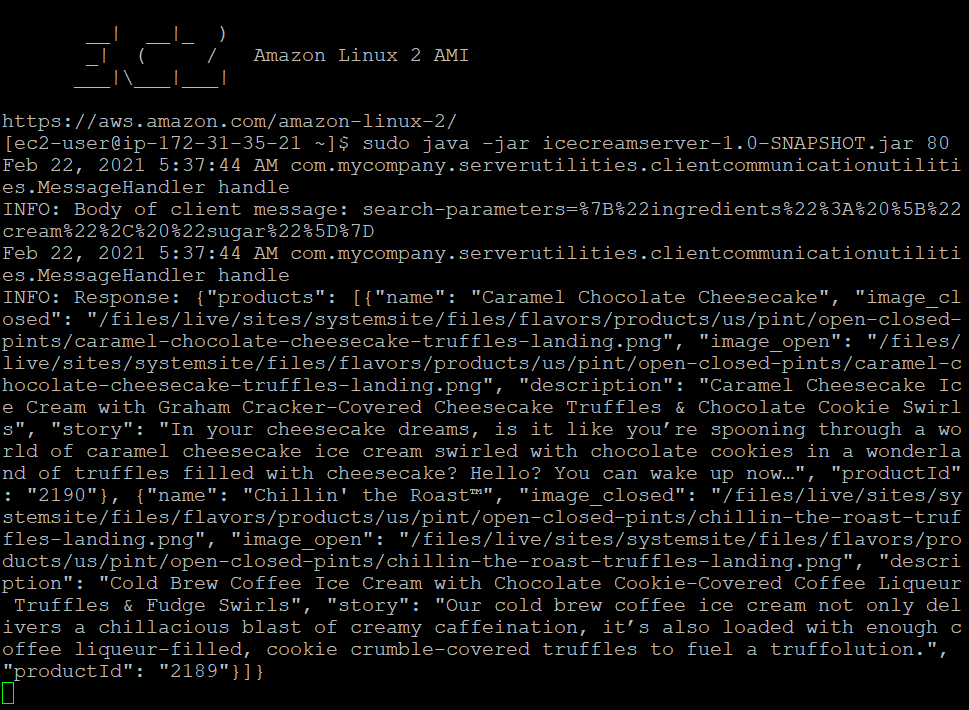 __|  __|_  )
       _|  (     /   Amazon Linux 2 AMI
      ___|\___|___|
https://aws.amazon.com/amazon-linux-2/
[ec2-user@ip-172-31-35-21 ~]$ sudo java -jar icecreamserver-1.0-SNAPSHOT.jar 80
Feb 22, 2021 5:37:44 AM com.mycompany.serverutilities.clientcommunicationutiliti
es.MessageHandler handle
INFO: Body of client message: search-parameters=%7B%22ingredients%22%3A%20%5B%22
cream%22%2C%20%22sugar%22%5D%7D
Feb 22, 2021 5:37:44 AM com.mycompany.serverutilities.clientcommunicationutiliti
es.MessageHandler handle
INFO: Response: {"products": [{"name": "Caramel Chocolate Cheesecake", "image_cl
osed": "/files/live/sites/systemsite/files/flavors/products/us/pint/open-closed-
pints/caramel-chocolate-cheesecake-truffles-landing.png", "image_open": "/files/
live/sites/systemsite/files/flavors/products/us/pint/open-closed-pints/caramel-c
hocolate-cheesecake-truffles-landing.png", "description": "Caramel Cheesecake Ic
e Cream with Graham Cracker-Covered Cheesecake Truffles & Chocolate Cookie Swirl
s", "story": "In your cheesecake dreams, is it like you’re spooning through a wo
rld of caramel cheesecake ice cream swirled with chocolate cookies in a wonderla
nd of truffles filled with cheesecake? Hello? You can wake up now…", "productId"
: "2190"}, {"name": "Chillin' the Roast™", "image_closed": "/files/live/sites/sy
stemsite/files/flavors/products/us/pint/open-closed-pints/chillin-the-roast-truf
fles-landing.png", "image_open": "/files/live/sites/systemsite/files/flavors/pro
ducts/us/pint/open-closed-pints/chillin-the-roast-truffles-landing.png", "descri
ption": "Cold Brew Coffee Ice Cream with Chocolate Cookie-Covered Coffee Liqueur
 Truffles & Fudge Swirls", "story": "Our cold brew coffee ice cream not only del
ivers a chillacious blast of creamy caffeination, it’s also loaded with enough c
offee liqueur-filled, cookie crumble-covered truffles to fuel a truffolution.",
"productId": "2189"}]}